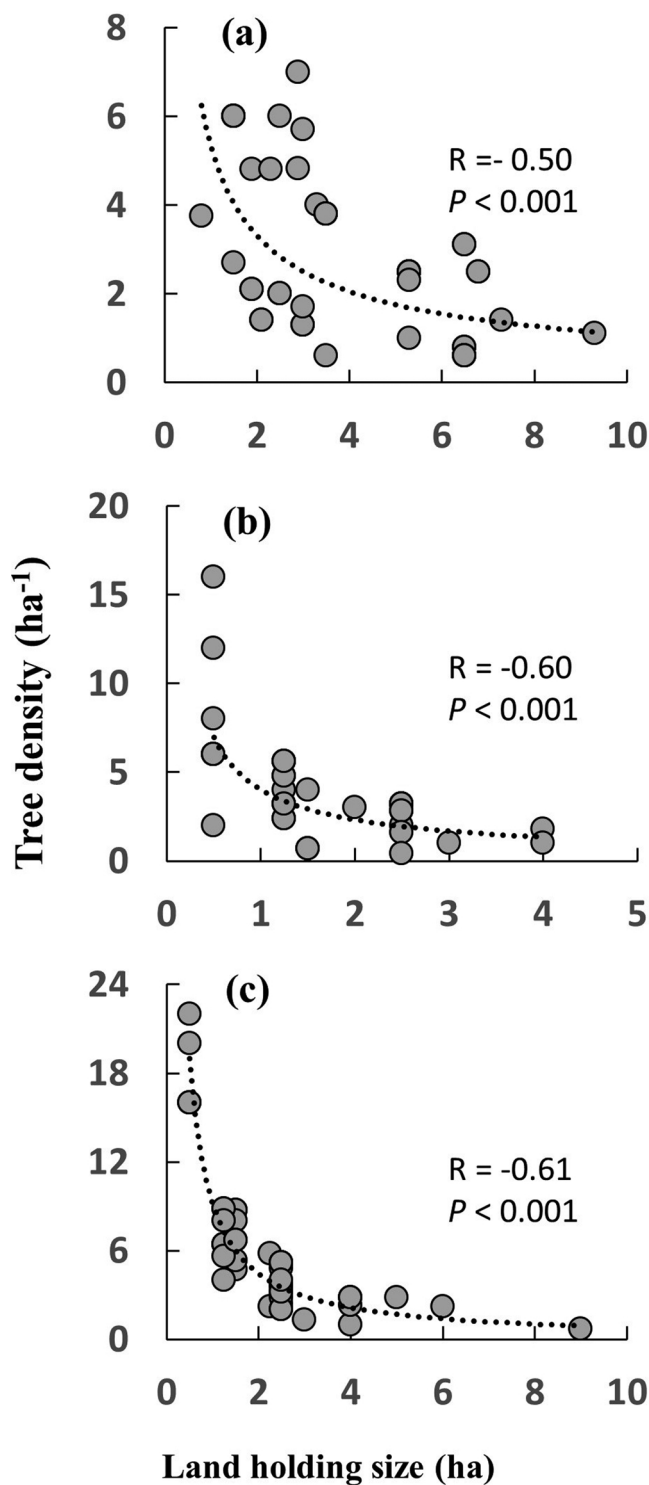 (a)
8
6
4
2
0
R =- 0.50
P < 0.001
0 2 4 6 8 10
Tree density (ha⁻¹)
(b)
20
15
10
5
0
R = -0.60
P < 0.001
0 1 2 3 4 5
(c)
24
18
12
6
0
R = -0.61
P < 0.001
0 2 4 6 8 10
Land holding size (ha)